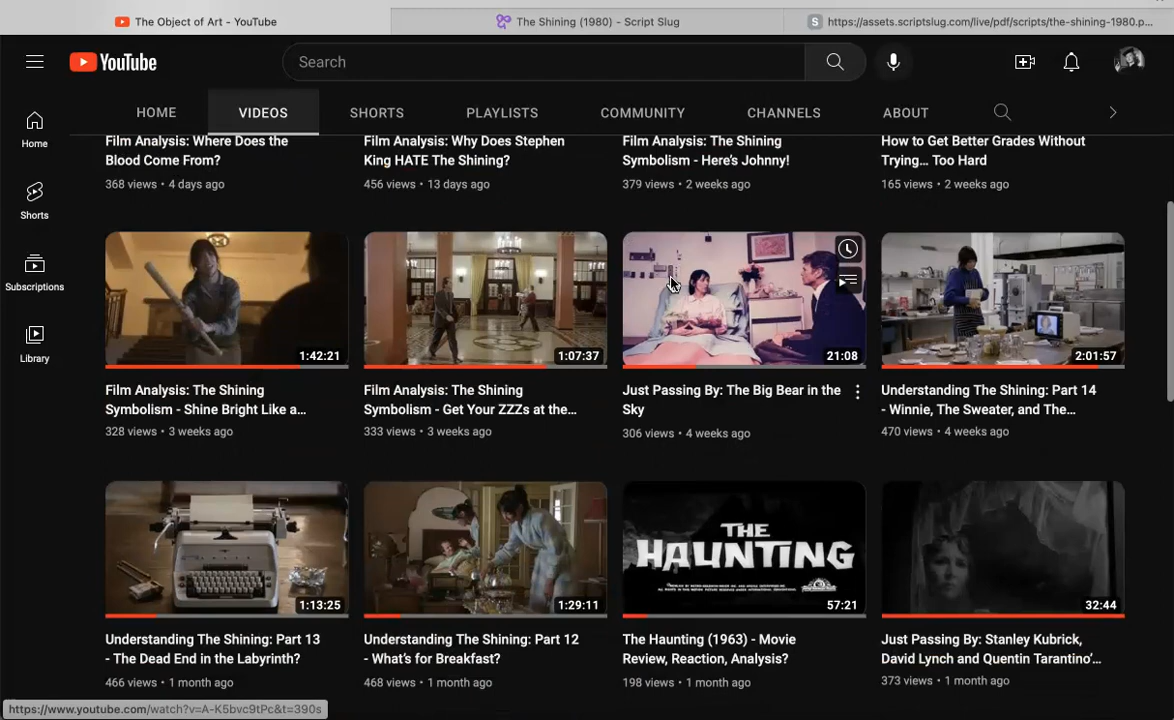 The Object of Art - YouTube
The Shining (1980) - Script Slug
S https://assets.scriptslug.com/live/pdf/scripts/the-shining-1980.p...
YouTube
Search
HOME
VIDEOS
SHORTS
PLAYLISTS
COMMUNITY
CHANNELS
ABOUT
Home
Shorts
Subscriptions
Library
Film Analysis: Where Does the
Blood Come From?
368 views • 4 days ago
Film Analysis: Why Does Stephen
King HATE The Shining?
456 views • 13 days ago
Film Analysis: The Shining
Symbolism - Here's Johnny!
379 views • 2 weeks ago
How to Get Better Grades Without
Trying... Too Hard
165 views • 2 weeks ago
1:42:21
Film Analysis: The Shining
Symbolism - Shine Bright Like a...
328 views • 3 weeks ago
1:07:37
Film Analysis: The Shining
Symbolism - Get Your ZZZs at the...
333 views • 3 weeks ago
21:08
Just Passing By: The Big Bear in the
Sky
306 views • 4 weeks ago
2:01:57
Understanding The Shining: Part 14
- Winnie, The Sweater, and The...
470 views • 4 weeks ago
1:13:25
Understanding The Shining: Part 13
- The Dead End in the Labyrinth?
466 views • 1 month ago
1:29:11
Understanding The Shining: Part 12
- What's for Breakfast?
468 views • 1 month ago
THE
HAUNTING
57:21
The Haunting (1963) - Movie
Review, Reaction, Analysis?
198 views • 1 month ago
32:44
Just Passing By: Stanley Kubrick,
David Lynch and Quentin Tarantino'...
373 views • 1 month ago
https://www.youtube.com/watch?v=A-K5bvc9tPc&t=390s